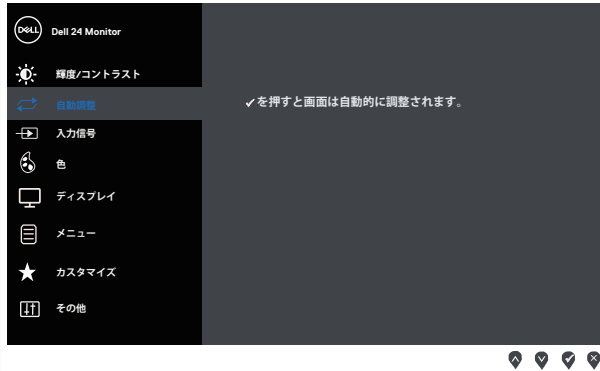 DELL
Dell 24 Monitor
輝度/コントラスト
自動調整
✓を押すと画面は自動的に調整されます。
入力信号
色
ディスプレイ
メニュー
カスタマイズ
その他